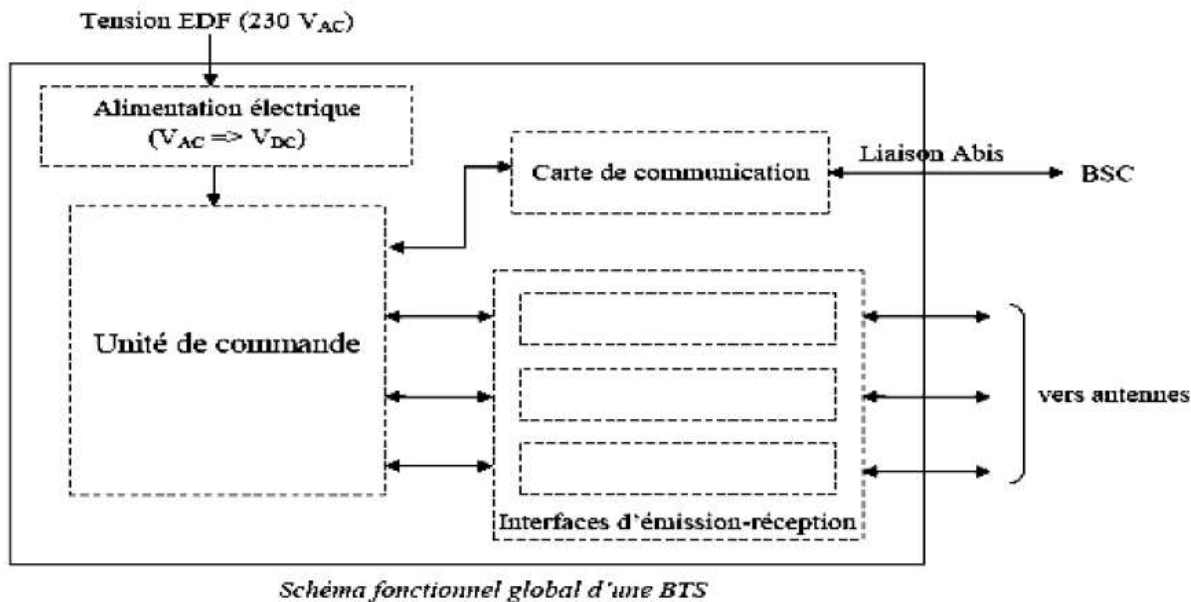 Tension EDF (230 VAC)
Alimentation électrique
(VAC => VDC)
Carte de communication
Liaison Abis
BSC
Unité de commande
vers antennes
Interfaces d'émission-réception
Schéma fonctionnel global d'une BTS